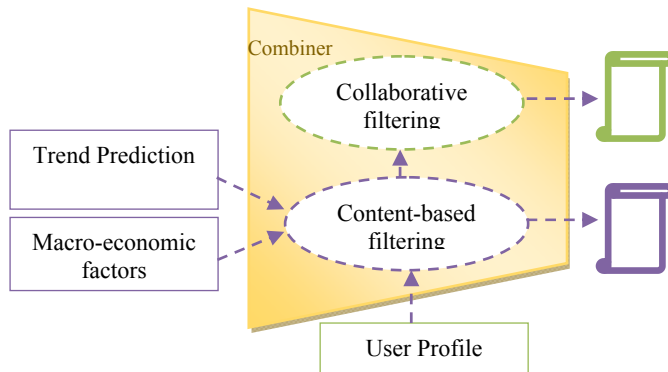 Combiner
Collaborative
filtering
Trend Prediction
Content-based
filtering
Macro-economic
factors
User Profile